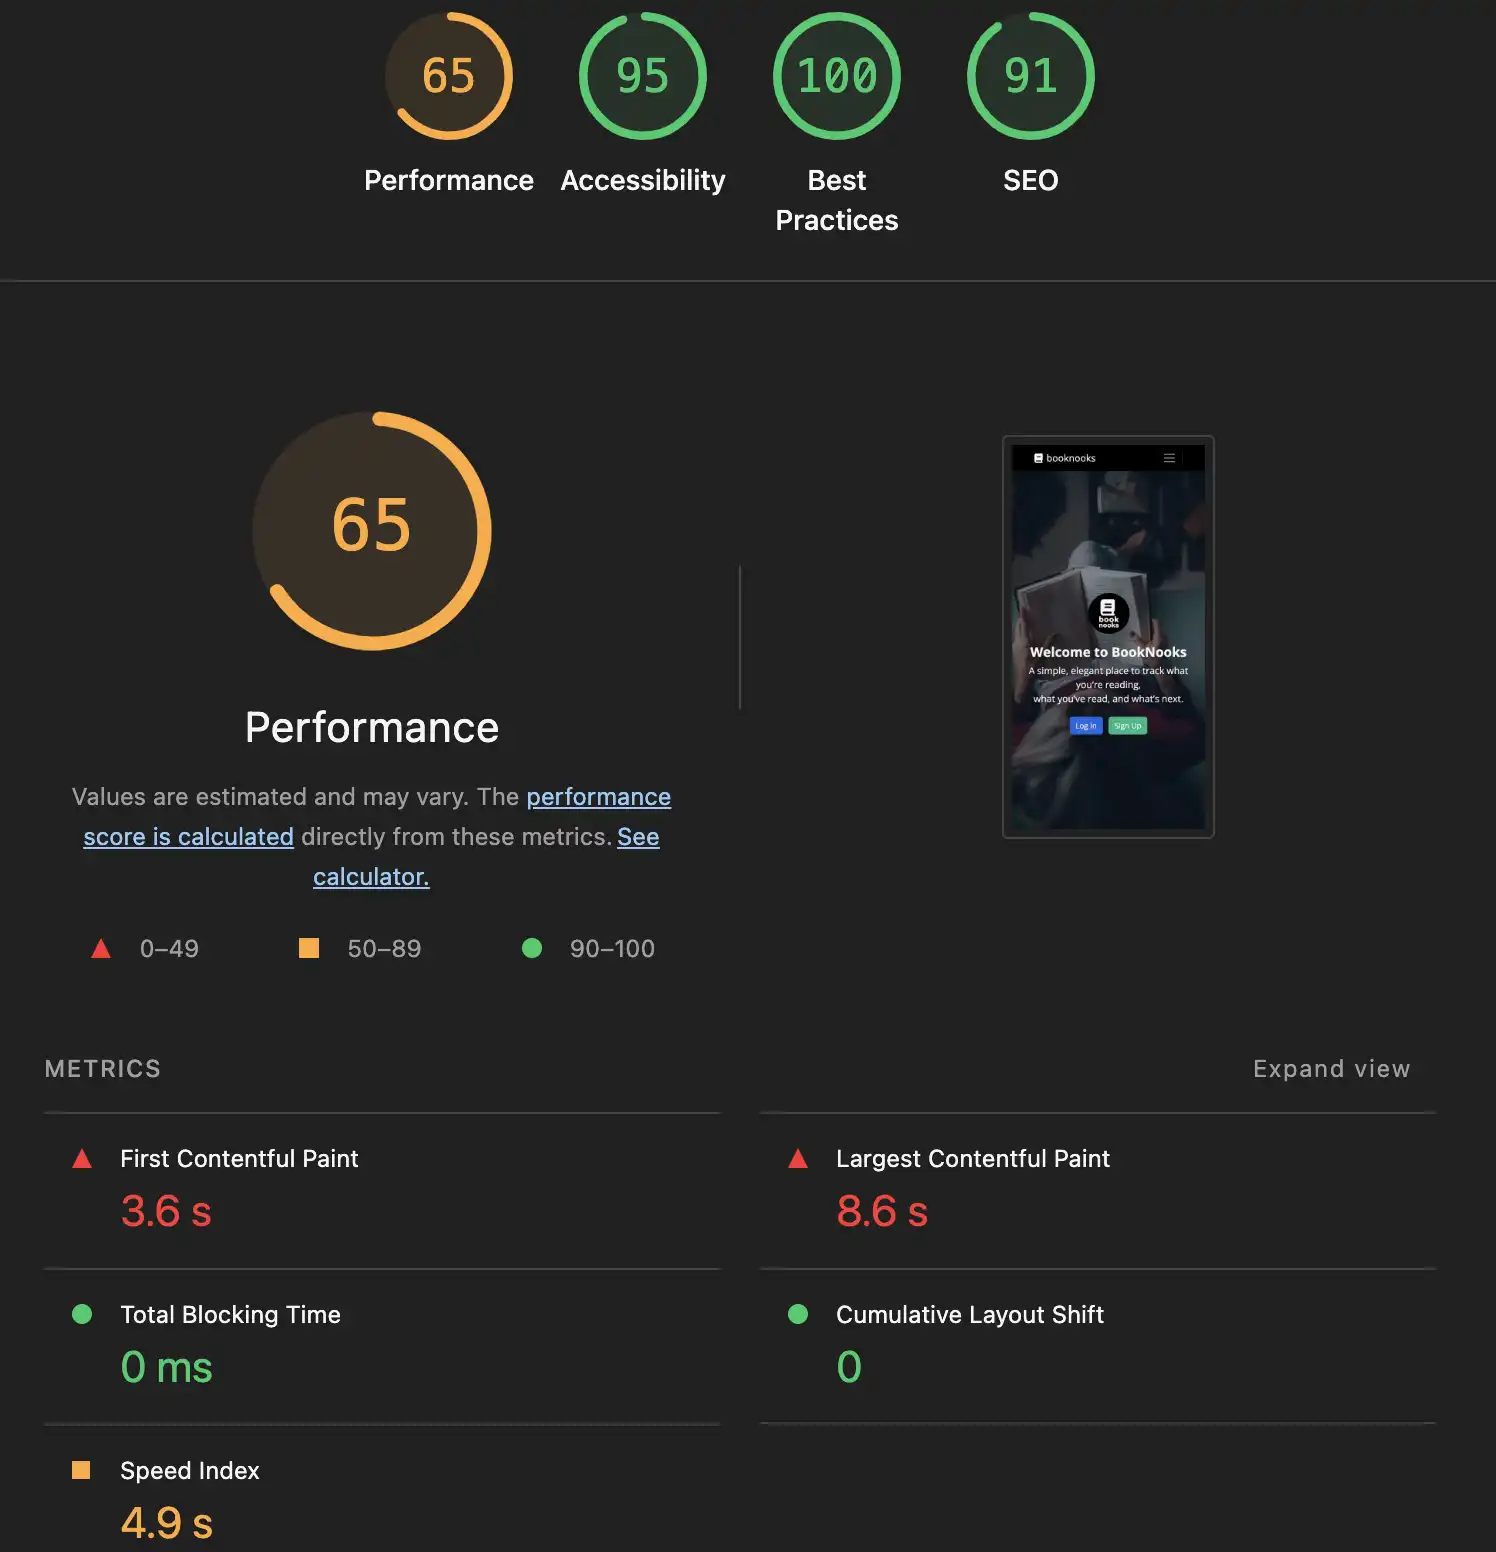 65
95
100
91
Performance
Accessibility
Best
Practices
SEO
65
Performance
Values are estimated and may vary. The performance
score is calculated directly from these metrics. See
calculator.
0–49
50–89
90–100
booknooks
book
nooks
Welcome to BookNooks
A simple, elegant place to track what
you're reading,
what you've read, and what's next.
Log In
Sign Up
METRICS
Expand view
First Contentful Paint
3.6 s
Largest Contentful Paint
8.6 s
Total Blocking Time
0 ms
Cumulative Layout Shift
0
Speed Index
4.9 s